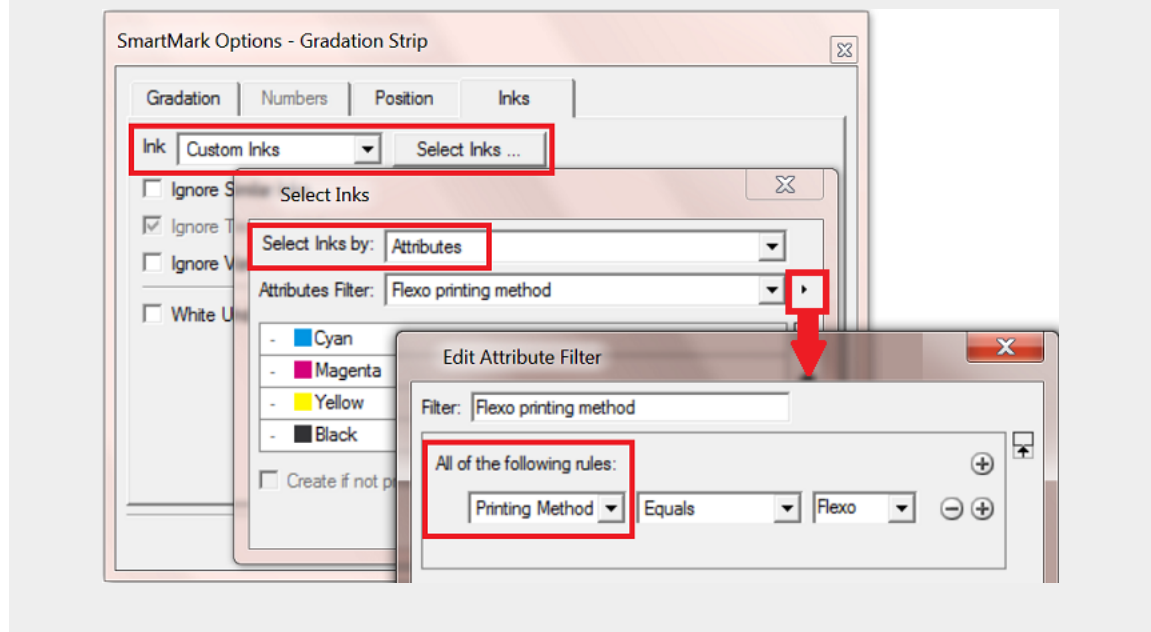 SmartMark Options - Gradation Strip
Gradation Numbers Position Inks
Ink Custom Inks Select Inks ...
Ignore
Select Inks
Ignore
Select Inks by: Attributes
Ignore
Attributes Filter: Flexo printing method
White
- Cyan
Edit Attribute Filter
- Magenta
- Yellow
Filter: Flexo printing method
- Black
All of the following rules:
Create if not
Printing Method Equals Flexo